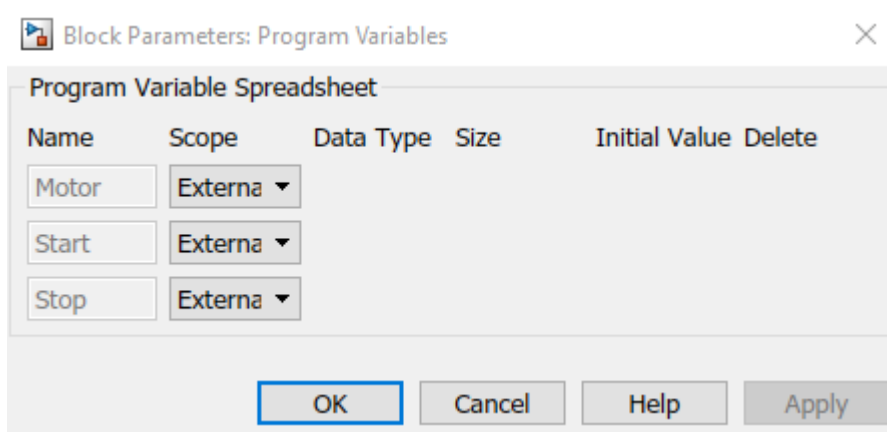 Block Parameters: Program Variables
Program Variable Spreadsheet
Name Scope Data Type Size Initial Value Delete
Motor Externa
Start Externa
Stop Externa
OK Cancel Help Apply